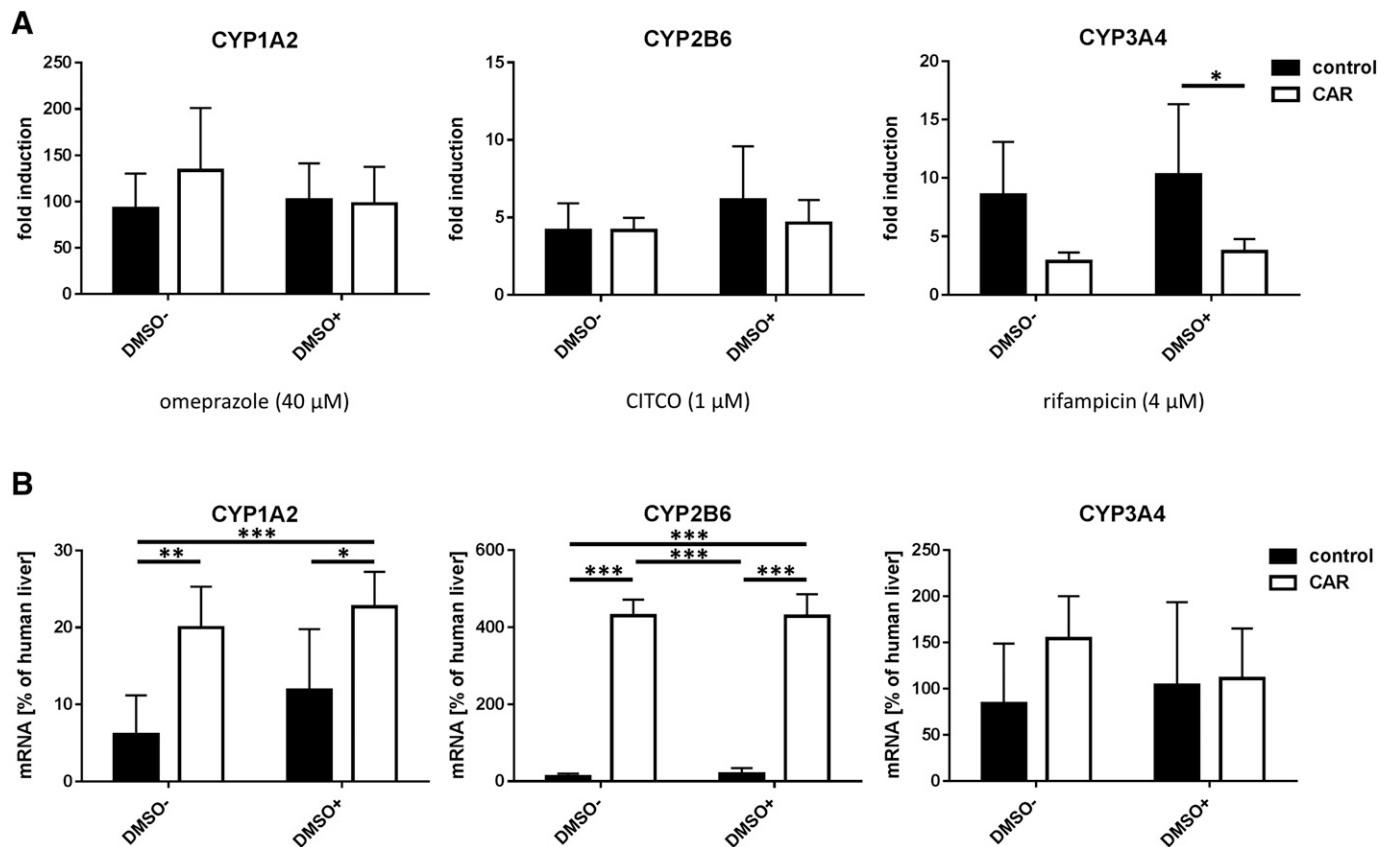 A
CYP1A2
250
200
150
100
50
0
fold induction
DMSO-
DMSO+
omeprazole (40 µM)
CYP2B6
15
10
5
0
fold induction
DMSO-
DMSO+
CITCO (1 µM)
CYP3A4
20
15
10
5
0
fold induction
*
DMSO-
DMSO+
rifampicin (4 µM)
control
CAR
B
CYP1A2
30
20
10
0
mRNA [% of human liver]
***
**
*
DMSO-
DMSO+
CYP2B6
600
400
200
0
mRNA [% of human liver]
***
***
***
***
DMSO-
DMSO+
CYP3A4
250
200
150
100
50
0
mRNA [% of human liver]
DMSO-
DMSO+
control
CAR